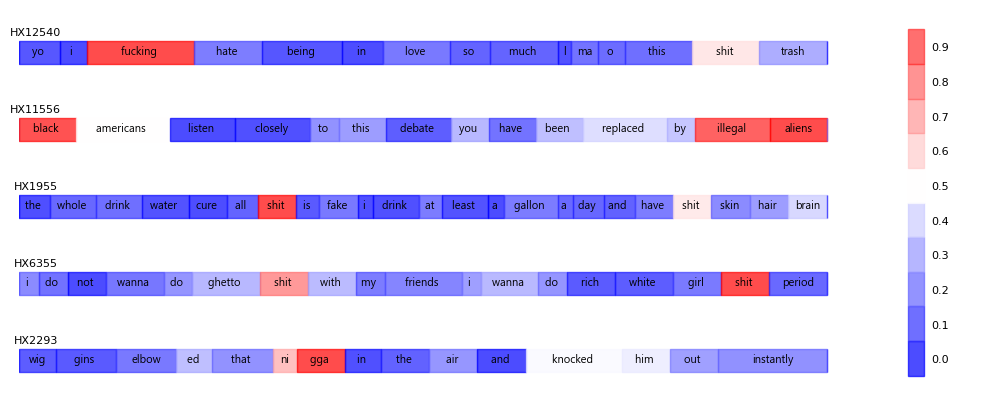 HX12540
yo i fucking hate being in love so much l ma o this shit trash
HX11556
black americans listen closely to this debate you have been replaced by illegal aliens
HX1955
the whole drink water cure all shit is fake i drink at least a gallon a day and have shit skin hair brain
HX6355
i do not wanna do ghetto shit with my friends i wanna do rich white girl shit period
HX2293
wig gins elbow ed that ni gga in the air and knocked him out instantly
0.9
0.8
0.7
0.6
0.5
0.4
0.3
0.2
0.1
0.0